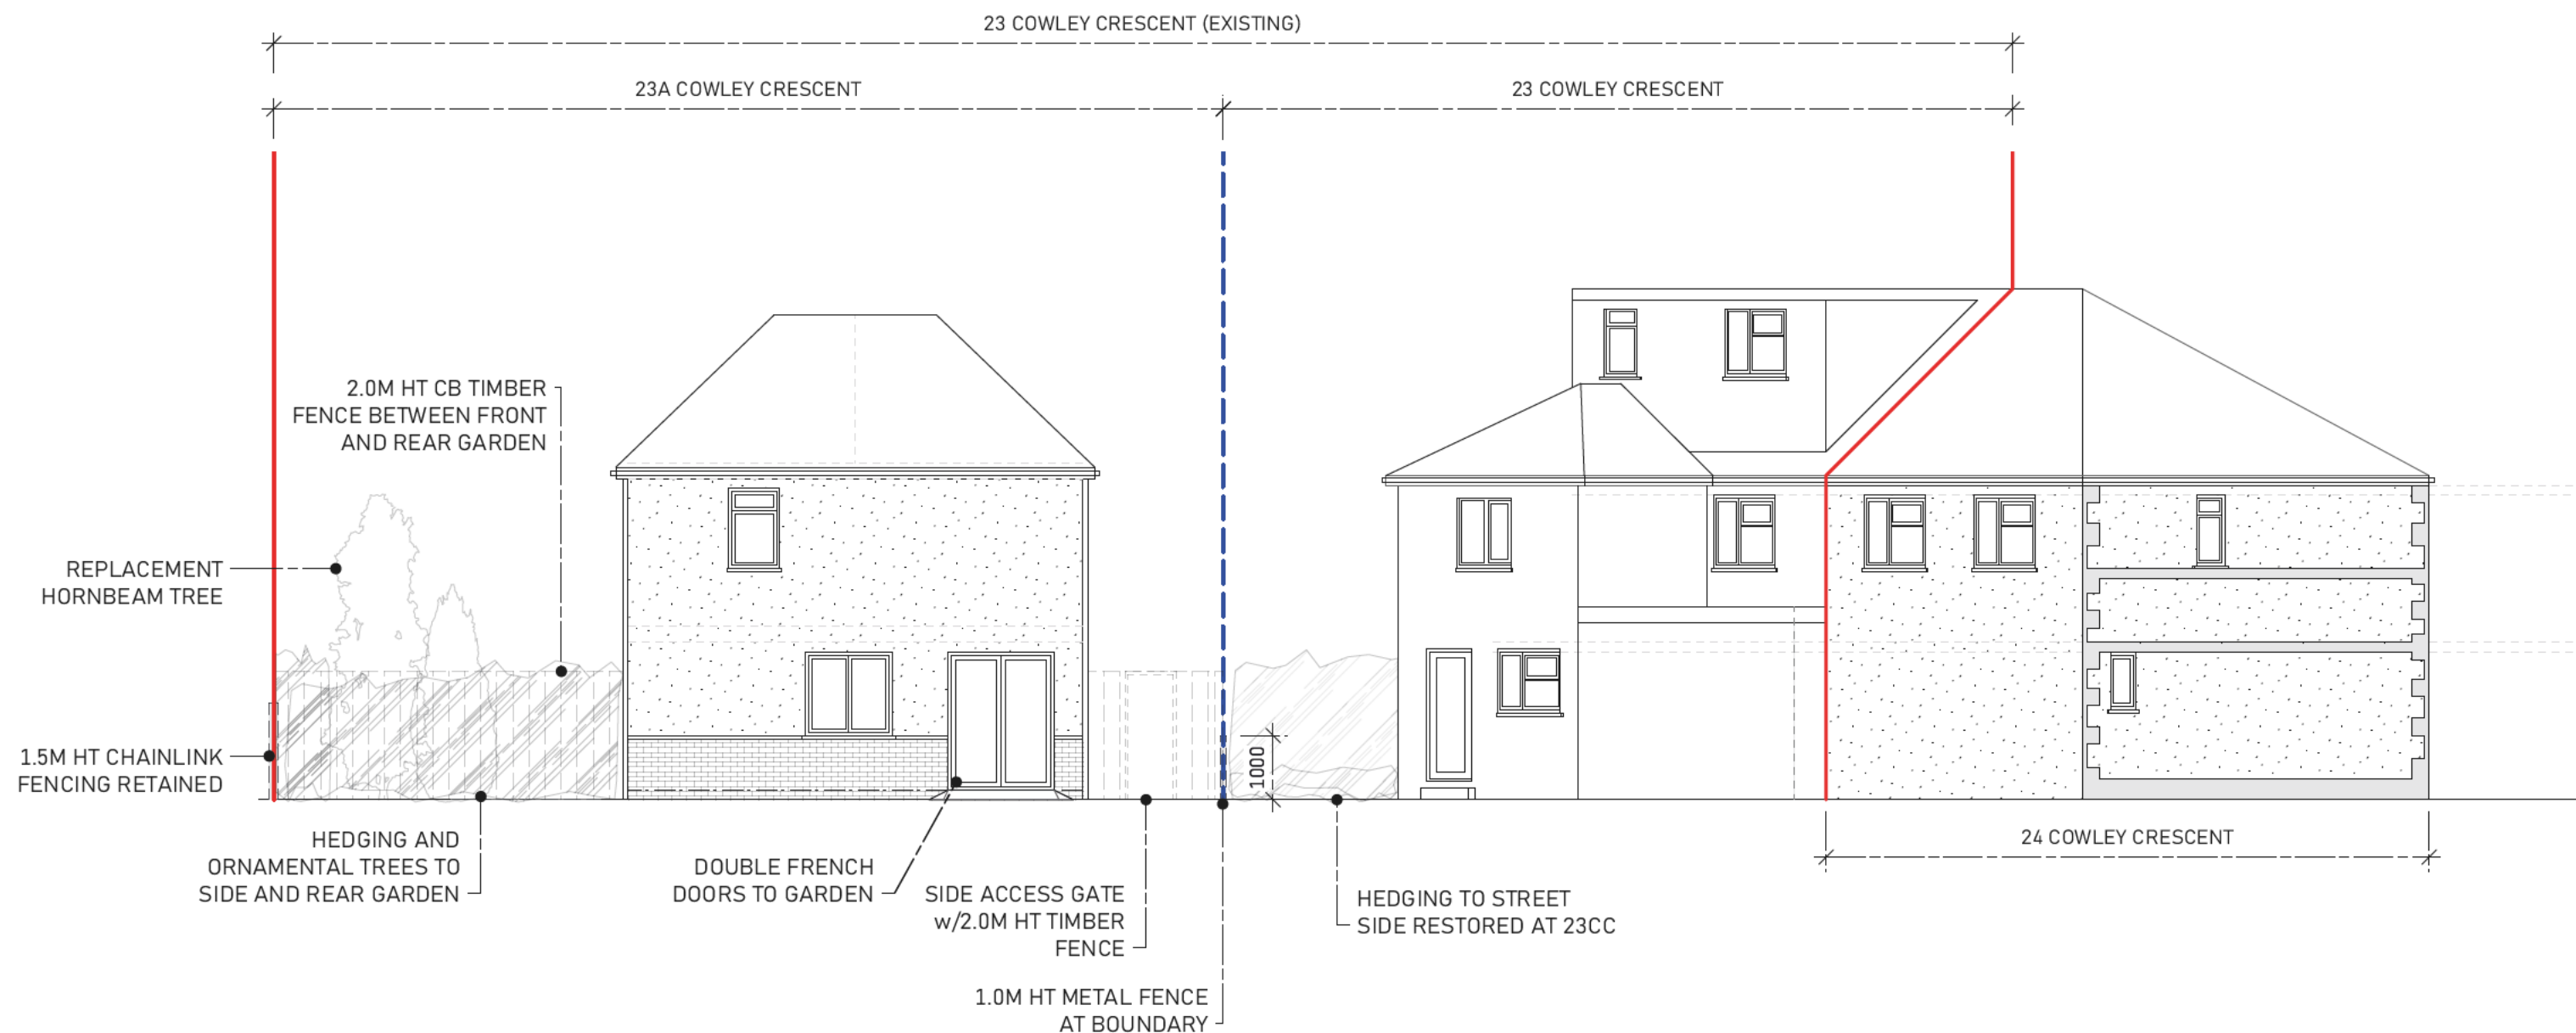 23 COWLEY CRESCENT (EXISTING)
23A COWLEY CRESCENT
23 COWLEY CRESCENT
2.0M HT CB TIMBER
FENCE BETWEEN FRONT
AND REAR GARDEN
REPLACEMENT
HORNBEAM TREE
1.5M HT CHAINLINK
FENCING RETAINED
1000
HEDGING AND
ORNAMENTAL TREES TO
SIDE AND REAR GARDEN
DOUBLE FRENCH
DOORS TO GARDEN
SIDE ACCESS GATE
w/2.0M HT TIMBER
FENCE
1.0M HT METAL FENCE
AT BOUNDARY
HEDGING TO STREET
SIDE RESTORED AT 23CC
24 COWLEY CRESCENT